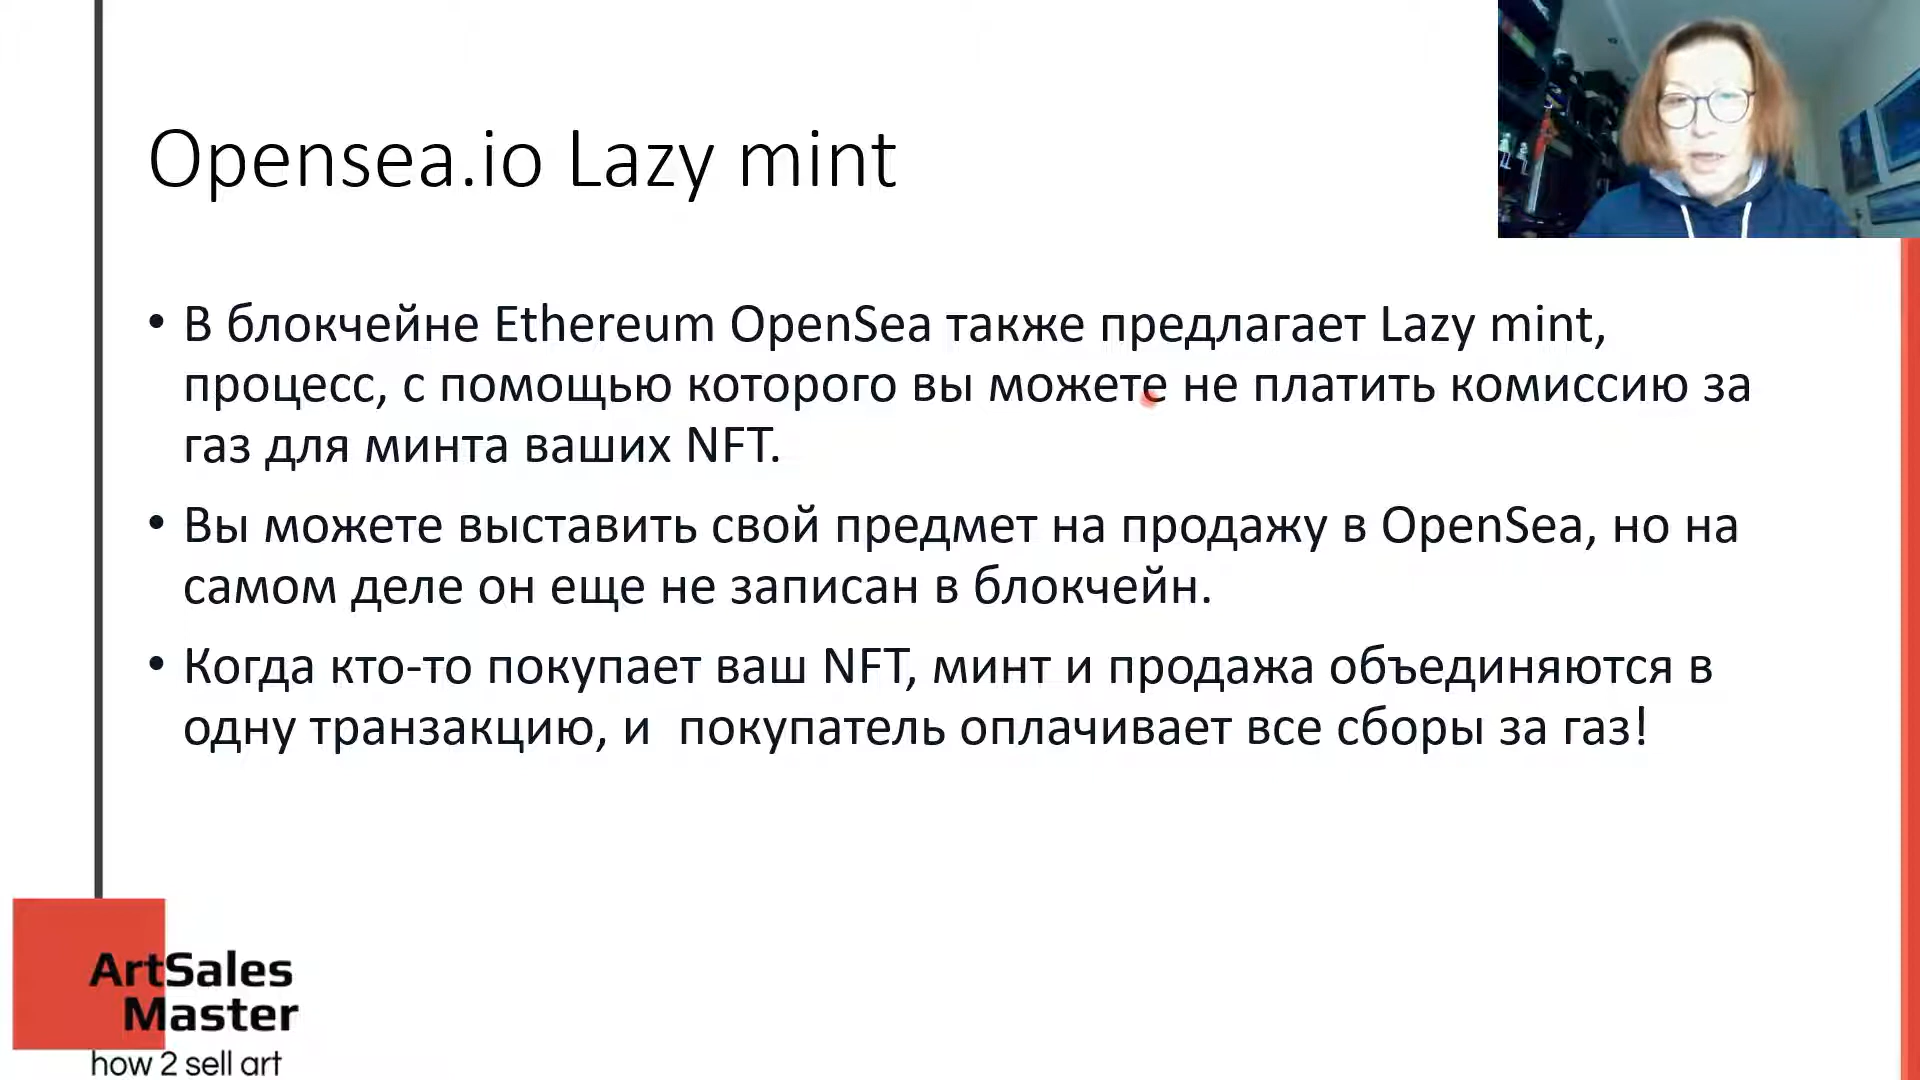 Opensea.io Lazy mint
• В блокчейне Ethereum OpenSea также предлагает Lazy mint,
процесс, с помощью которого вы можете не платить комиссию за
газ для минта ваших NFT.
• Вы можете выставить свой предмет на продажу в OpenSea, но на
самом деле он еще не записан в блокчейн.
• Когда кто-то покупает ваш NFT, минт и продажа объединяются в
одну транзакцию, и  покупатель оплачивает все сборы за газ!
ArtSales
Master
how 2 sell art